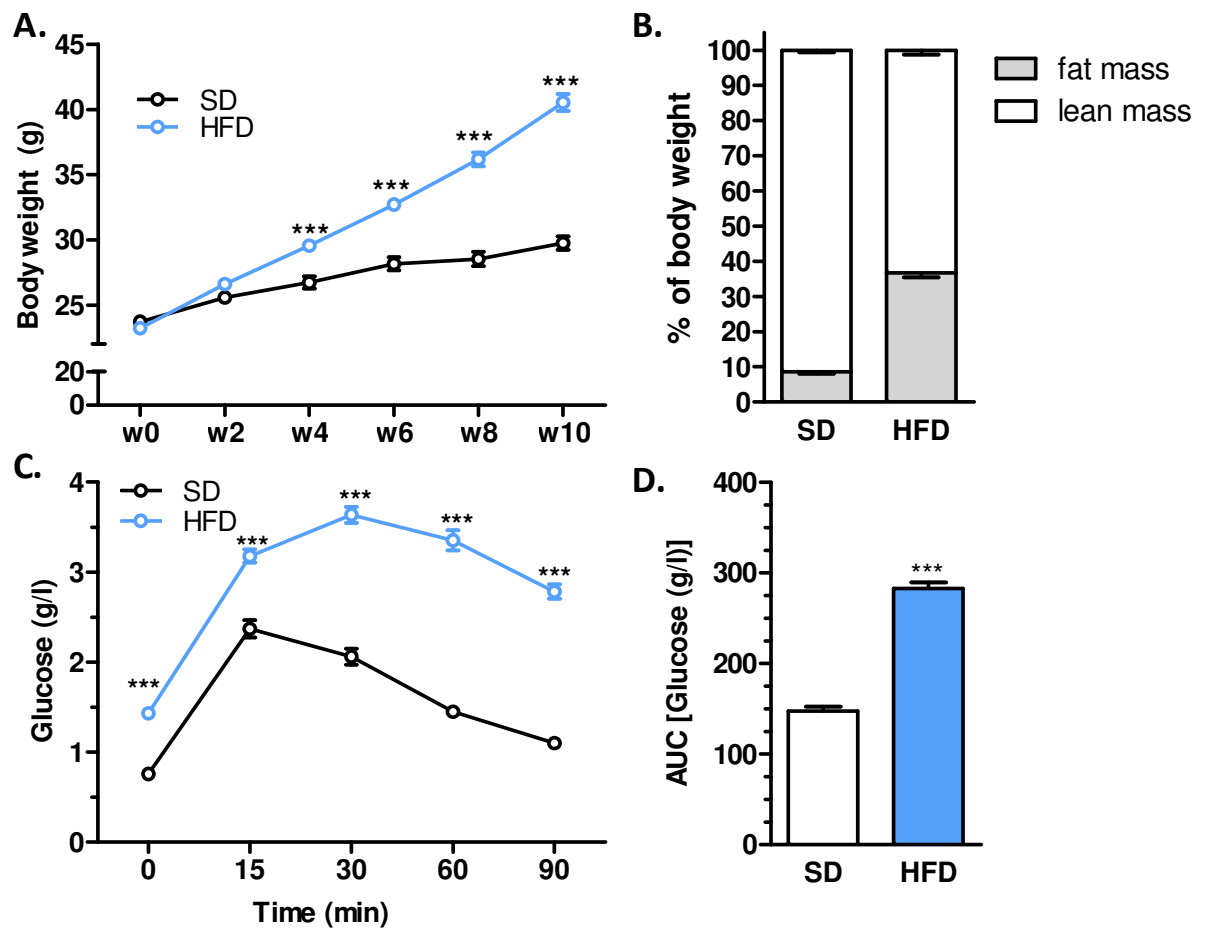 A.
Body weight (g)
45
40
35
30
25
20
0
SD
HFD
***
***
***
***
w0 w2 w4 w6 w8 w10
B.
% of body weight
100
90
80
70
60
50
40
30
20
10
0
SD HFD
fat mass
lean mass
C.
Glucose (g/l)
4
3
2
1
0
SD
HFD
***
***
***
***
***
0 15 30 60 90
Time (min)
D.
AUC [Glucose (g/l)]
400
300
200
100
0
***
SD HFD